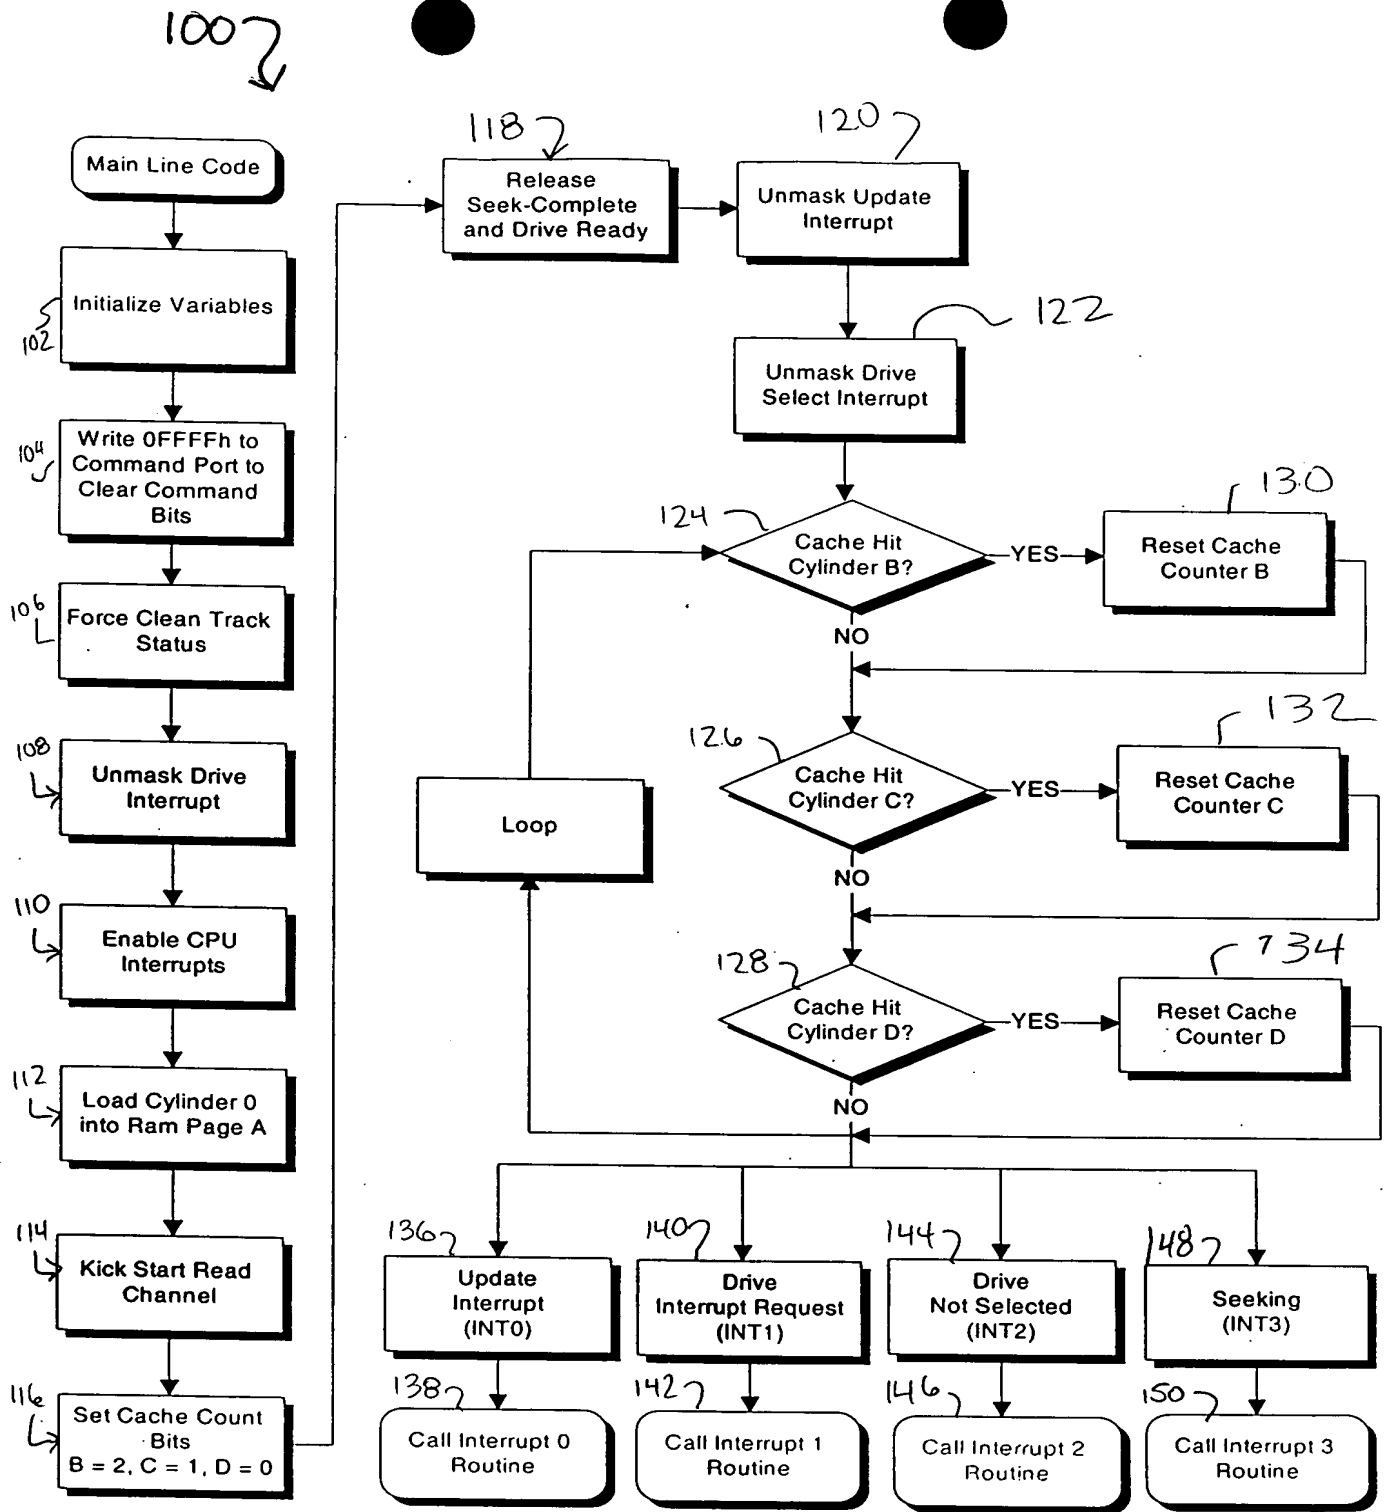 100
Main Line Code
Initialize Variables
102
104
Write 0FFFFh to
Command Port to
Clear Command
Bits
106
Force Clean Track
Status
108
Unmask Drive
Interrupt
110
Enable CPU
Interrupts
112
Load Cylinder 0
into Ram Page A
114
Kick Start Read
Channel
116
Set Cache Count
Bits
B = 2, C = 1, D = 0
118
Release
Seek-Complete
and Drive Ready
120
Unmask Update
Interrupt
122
Unmask Drive
Select Interrupt
124
Cache Hit
Cylinder B?
YES
NO
130
Reset Cache
Counter B
126
Cache Hit
Cylinder C?
YES
NO
132
Reset Cache
Counter C
Loop
128
Cache Hit
Cylinder D?
YES
NO
134
Reset Cache
Counter D
136
Update
Interrupt
(INT0)
140
Drive
Interrupt Request
(INT1)
144
Drive
Not Selected
(INT2)
148
Seeking
(INT3)
138
Call Interrupt 0
Routine
142
Call Interrupt 1
Routine
146
Call Interrupt 2
Routine
150
Call Interrupt 3
Routine